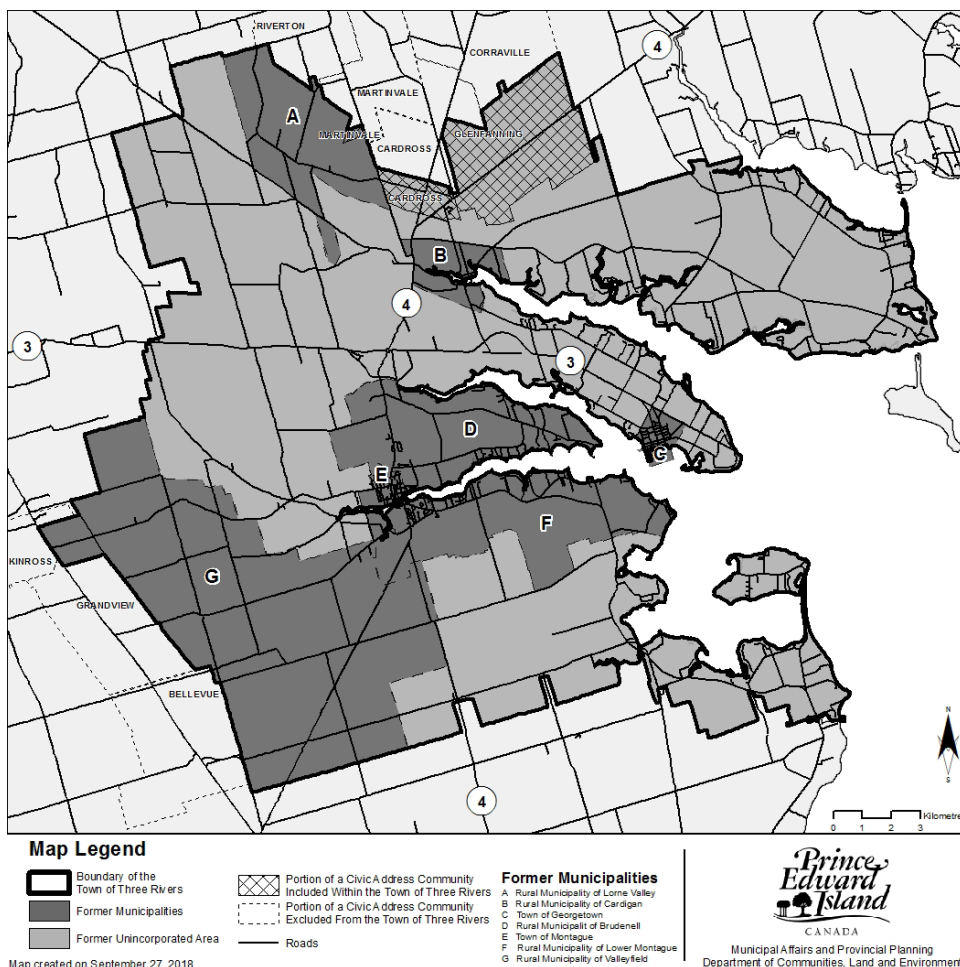 RIVERTON
4
CORRAVILLE
MARTINVALE
A
MARTINVALE
GLENFANNING
CARDROSS
CARDROSS
B
4
3
3
D
C
E
F
KINROSS
G
GRANDVIEW
BELLEVUE
N
S
4
Kilometre
0 1 2 3
Map Legend
Boundary of the
Town of Three Rivers
Former Municipalities
Former Unincorporated Area
Portion of a Civic Address Community
Included Within the Town of Three Rivers
Portion of a Civic Address Community
Excluded From the Town of Three Rivers
Roads
Former Municipalities
A Rural Municipality of Lorne Valley
B Rural Municipality of Cardigan
C Town of Georgetown
D Rural Municipalit of Brudenell
E Town of Montague
F Rural Municipality of Lower Montague
G Rural Municipality of Valleyfield
Prince
Edward
Island
CANADA
Municipal Affairs and Provincial Planning
Department of Communities, Land and Environment
Map created on September 27, 2018